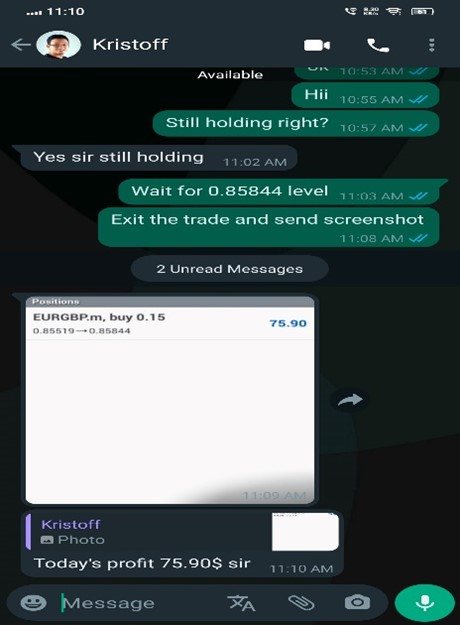 11:10
Kristoff
Available
10:53 AM
Hii 10:55 AM
Still holding right? 10:57 AM
Yes sir still holding 11:02 AM
Wait for 0.85844 level 11:03 AM
Exit the trade and send screenshot
11:08 AM
2 Unread Messages
Positions
EURGBP.m, buy 0.15 75.90
0.85519→0.85844
11:09 AM
Kristoff
Photo
Today's profit 75.90$ sir 11:10 AM
Message